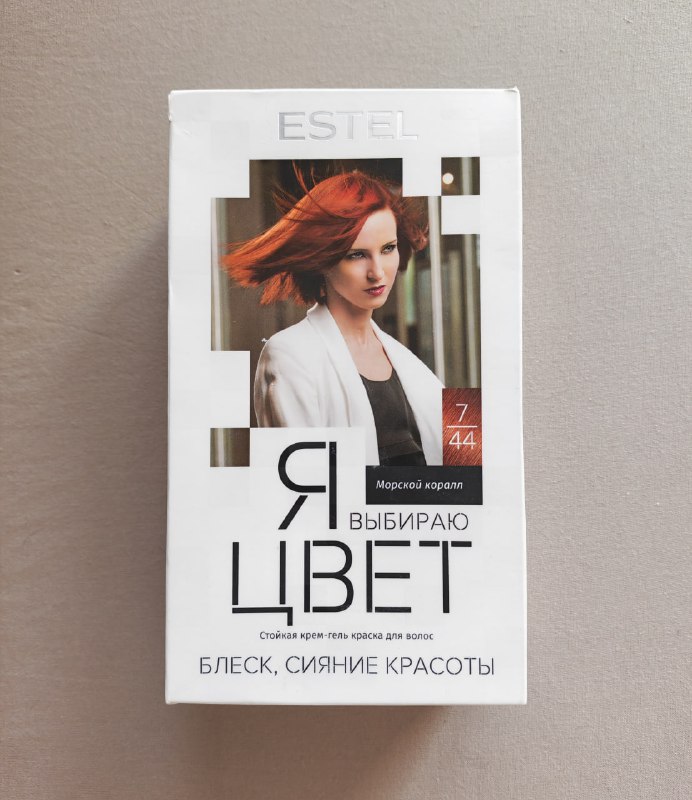 ESTEL
7
44
Морской коралл
Я
ВЫБИРАЮ
ЦВЕТ
Стойкая крем-гель краска для волос
БЛЕСК, СИЯНИЕ КРАСОТЫ